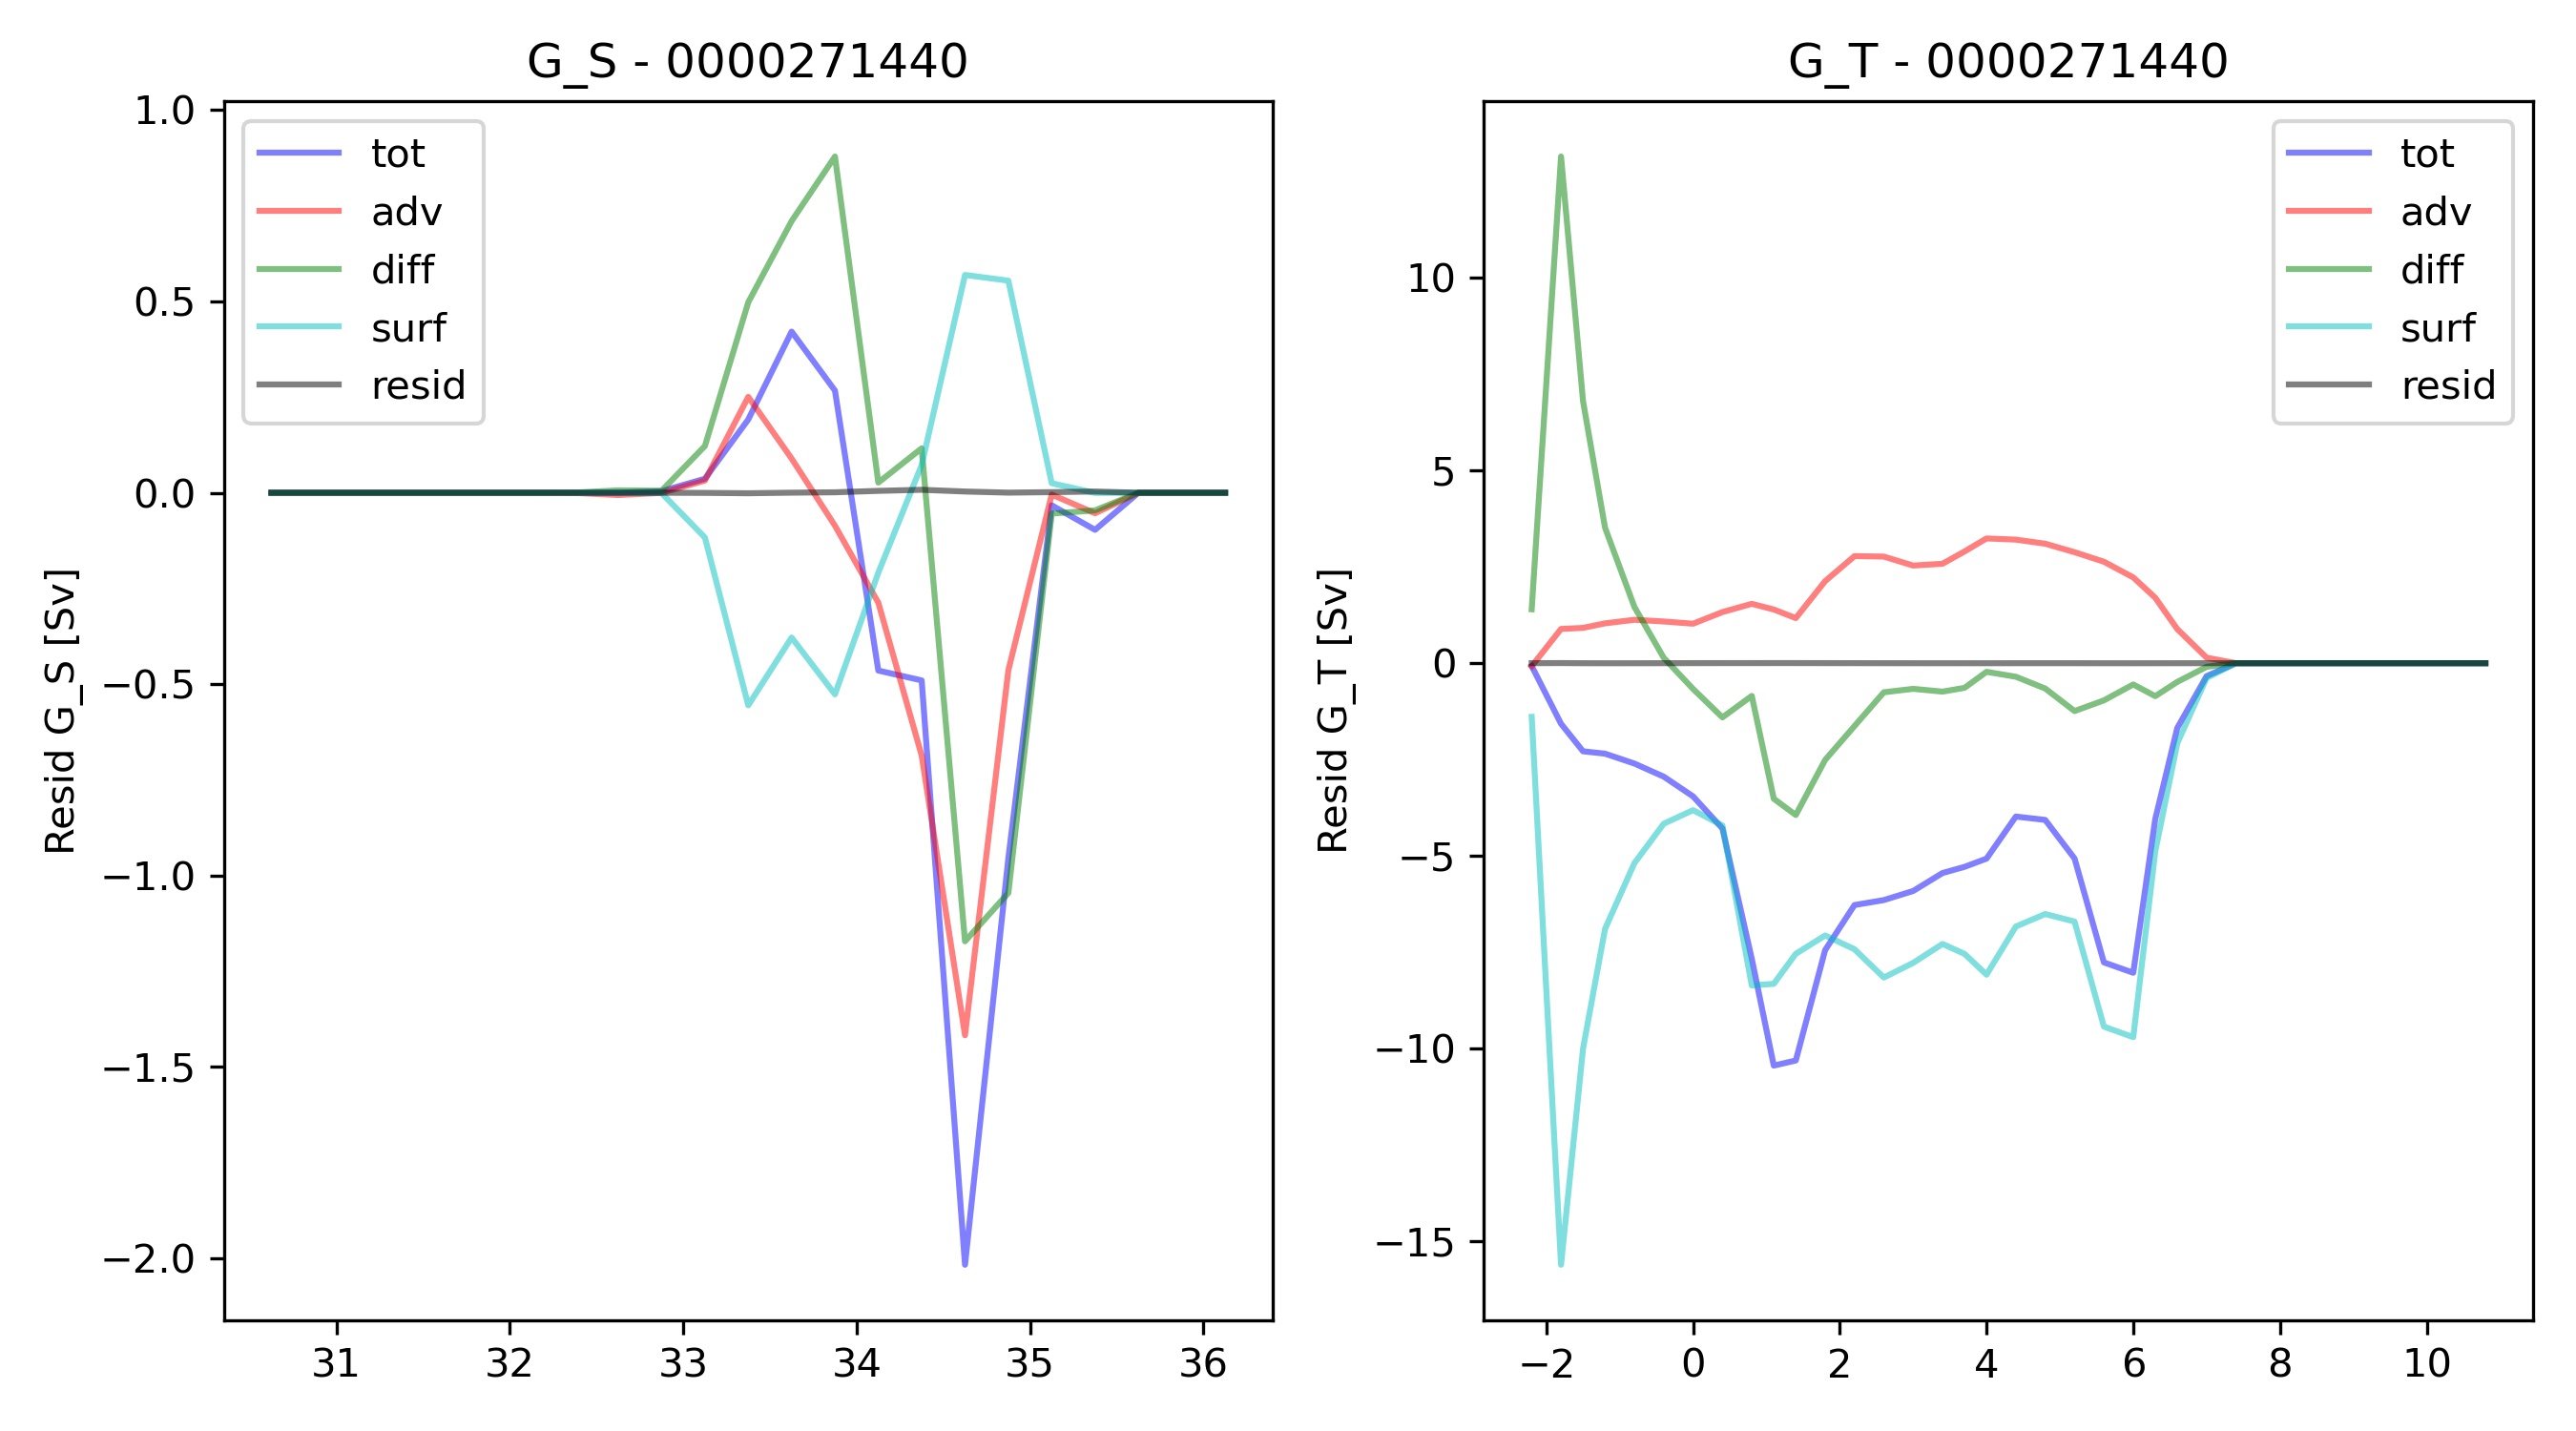 G_S - 0000271440
1.0
0.5
0.0
−0.5
−1.0
−1.5
−2.0
Resid G_S [Sv]
tot
adv
diff
surf
resid
31 32 33 34 35 36
G_T - 0000271440
10
5
0
−5
−10
−15
Resid G_T [Sv]
tot
adv
diff
surf
resid
−2 0 2 4 6 8 10